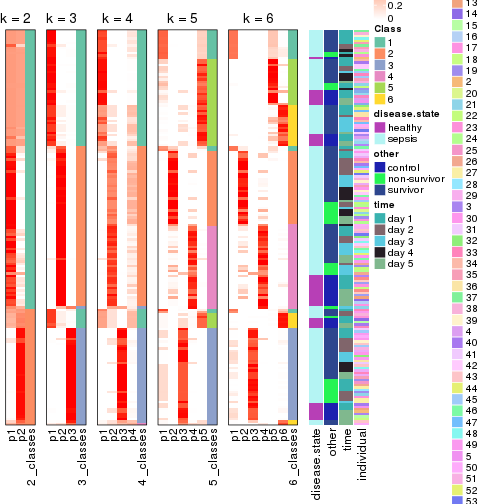 k = 2 k = 3 k = 4 k = 5 k = 6
0.2
0
Class
1
2
3
4
5
6
disease.state
healthy
sepsis
other
control
non-survivor
survivor
time
day 1
day 2
day 3
day 4
day 5
13
14
15
16
17
18
19
2
20
21
22
23
24
25
26
27
28
29
3
30
31
32
33
34
35
36
37
38
39
4
40
41
42
43
44
45
46
47
48
49
5
50
51
52
53
p1
p2
2_classes
p1
p2
p3
3_classes
p1
p2
p3
p4
4_classes
p1
p2
p3
p4
p5
5_classes
p1
p2
p3
p4
p5
p6
6_classes
disease.state
other
time
individual